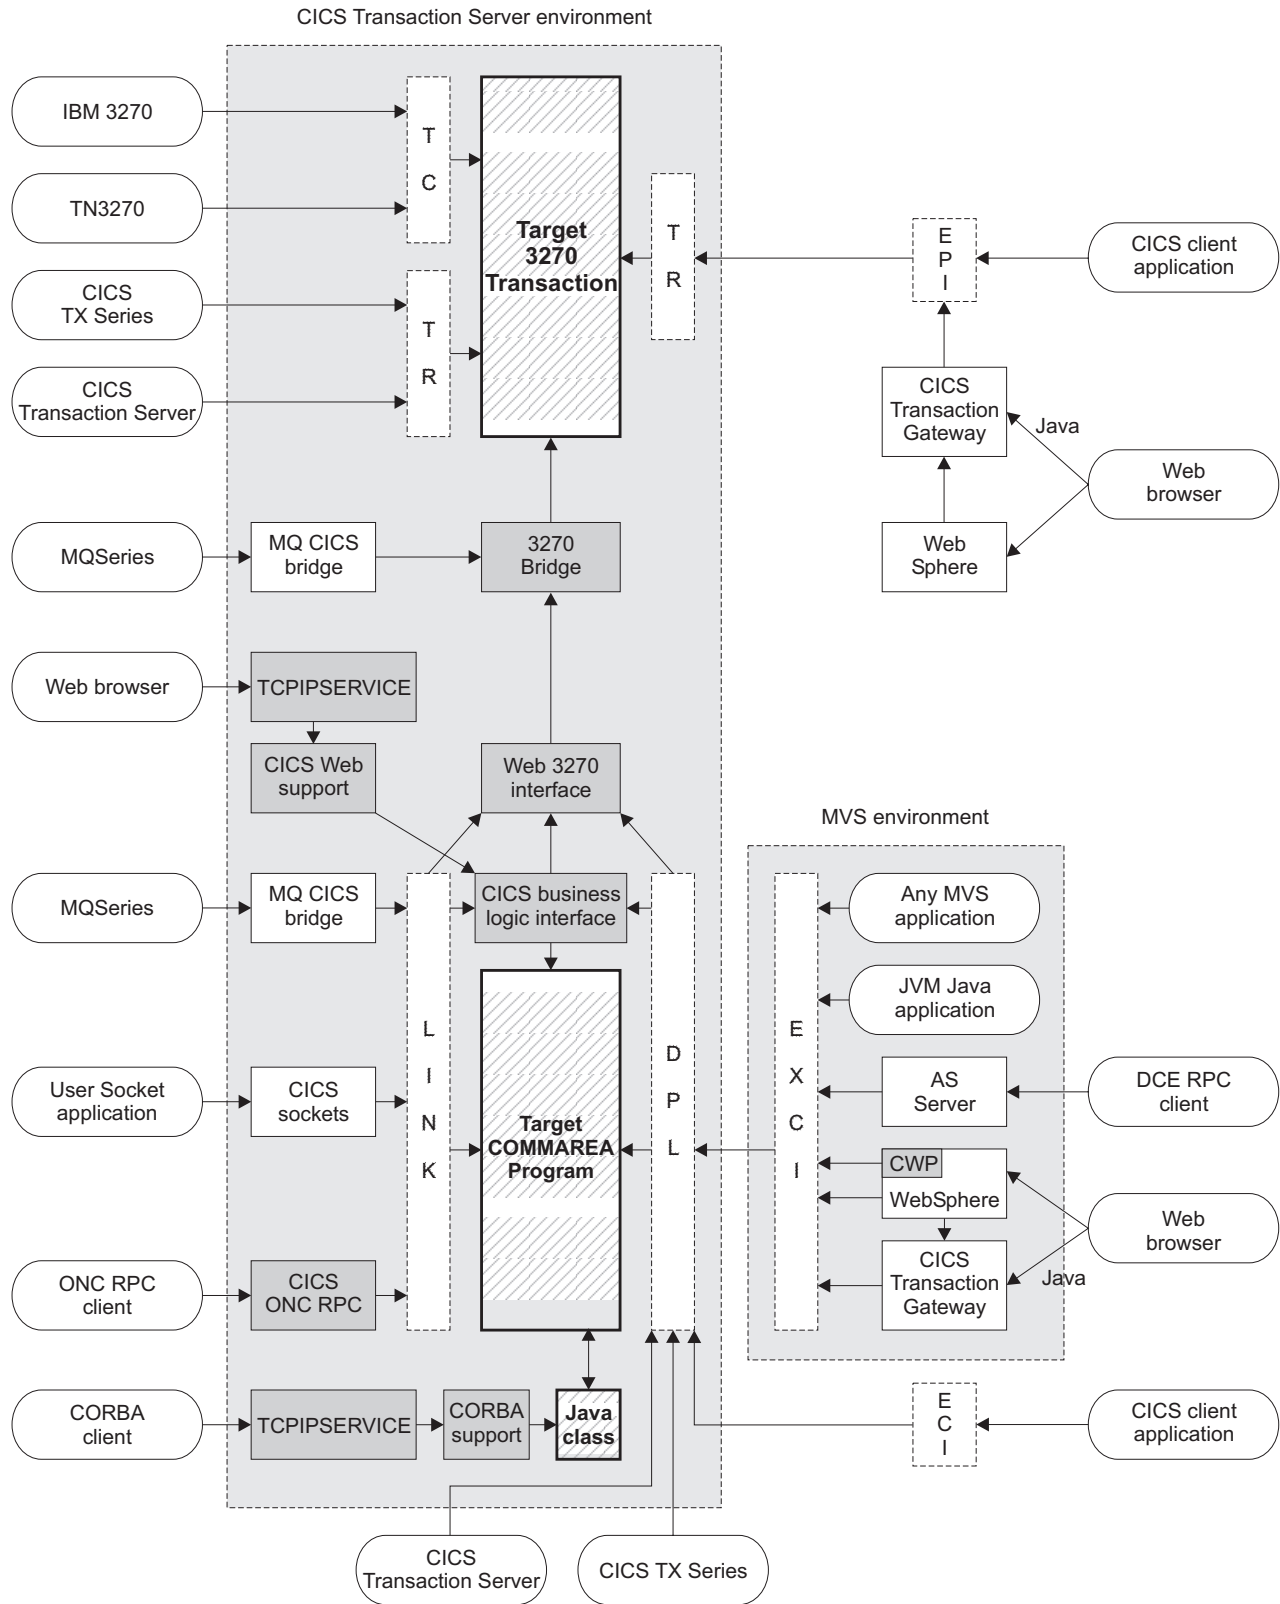 CICS Transaction Server environment
IBM 3270
T
C
TN3270
Target
3270
Transaction
T
R
E
P
I
CICS client
application
CICS
TX Series
T
R
CICS
Transaction Server
CICS
Transaction
Gateway
Java
Web
browser
MQSeries
MQ CICS
bridge
3270
Bridge
Web
Sphere
Web browser
TCPIPSERVICE
CICS Web
support
Web 3270
interface
MVS environment
MQSeries
MQ CICS
bridge
CICS business
logic interface
Any MVS
application
JVM Java
application
L
I
N
K
D
P
L
E
X
C
I
User Socket
application
CICS
sockets
Target
COMMAREA
Program
AS
Server
DCE RPC
client
CWP
WebSphere
Web
browser
ONC RPC
client
CICS
ONC RPC
CICS
Transaction
Gateway
Java
CORBA
client
TCPIPSERVICE
CORBA
support
Java
class
E
C
I
CICS client
application
CICS
Transaction Server
CICS TX Series